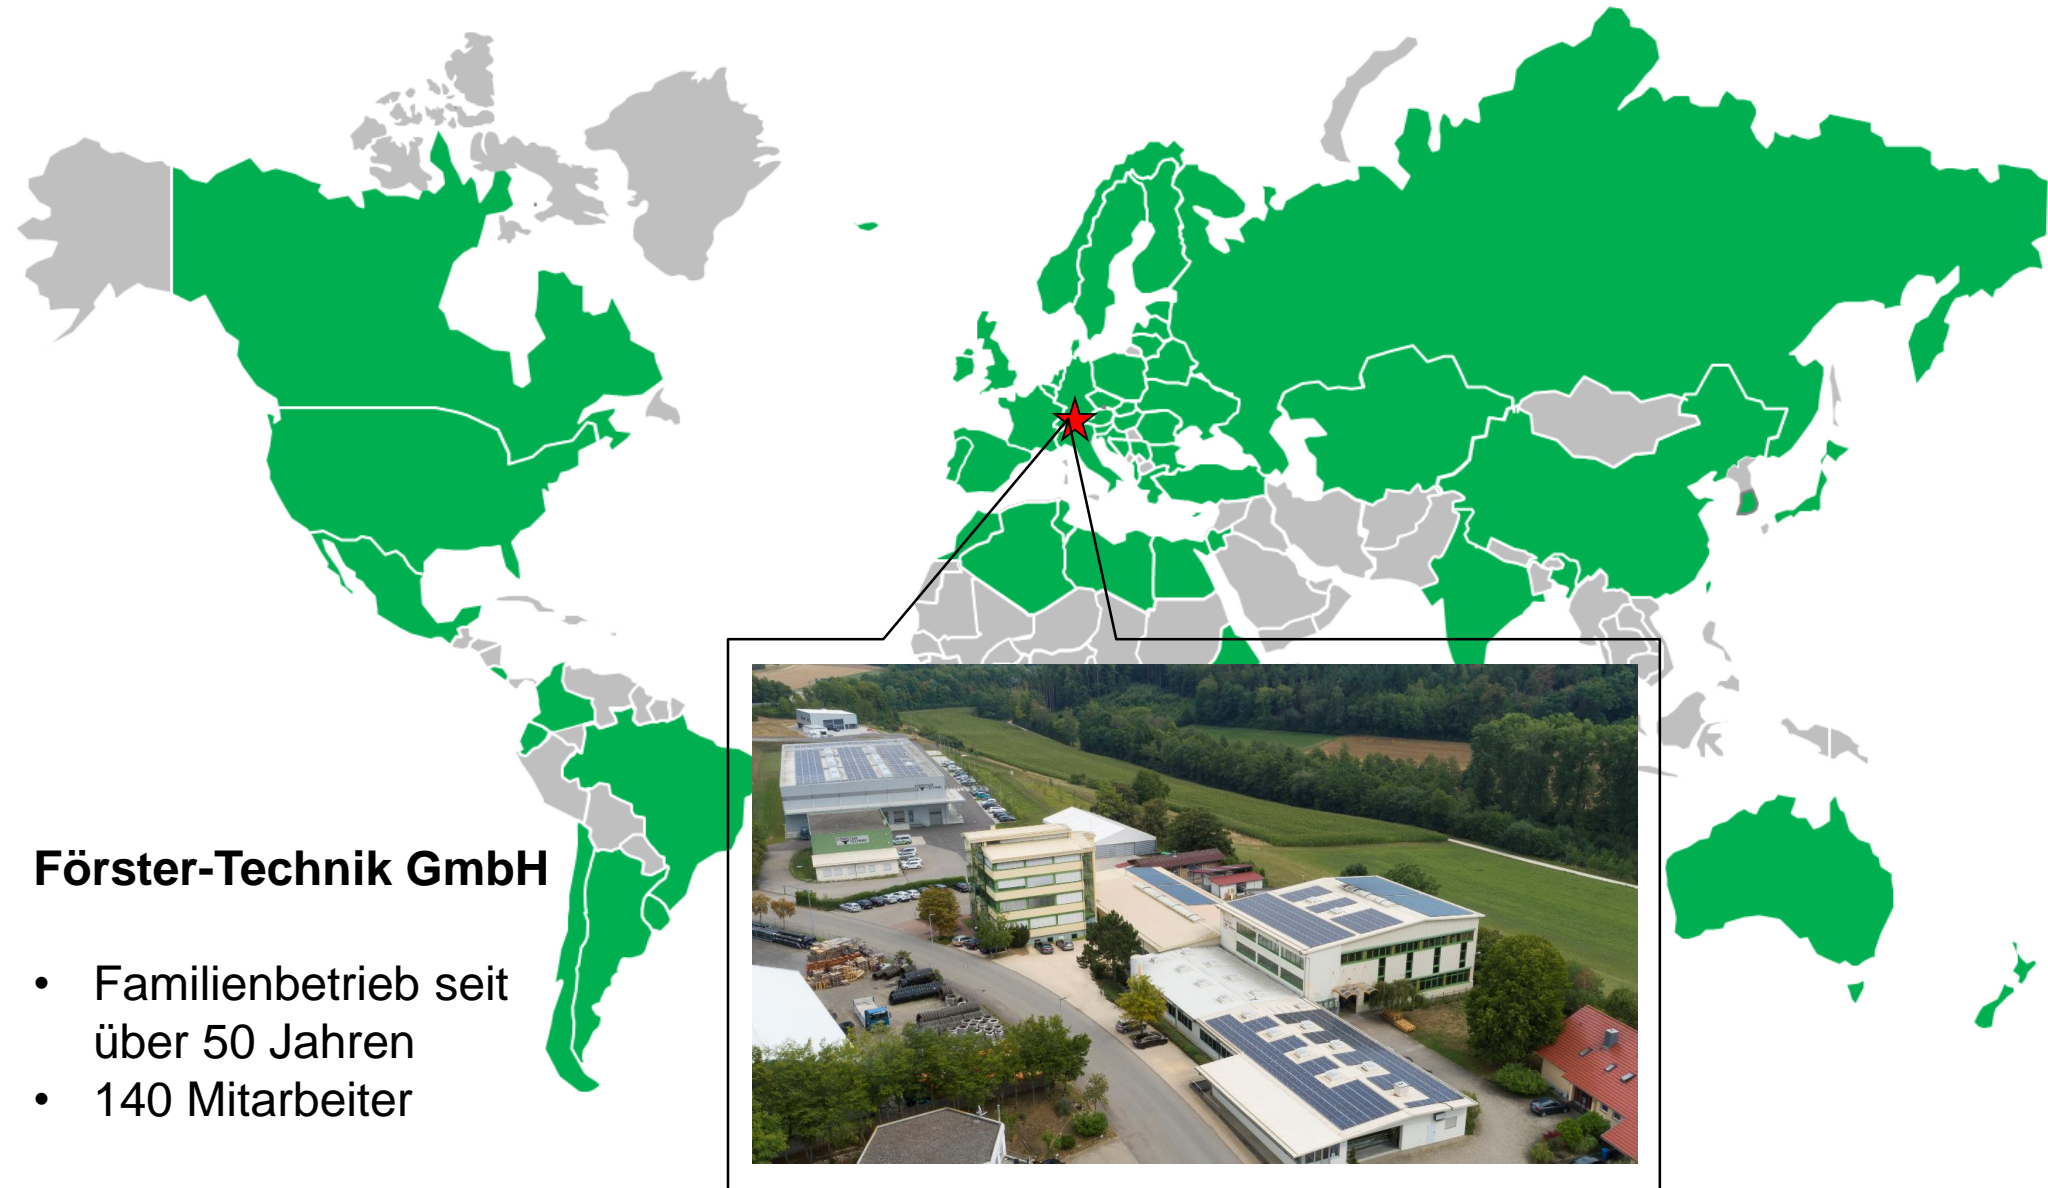 Förster-Technik GmbH
• Familienbetrieb seit
über 50 Jahren
• 140 Mitarbeiter